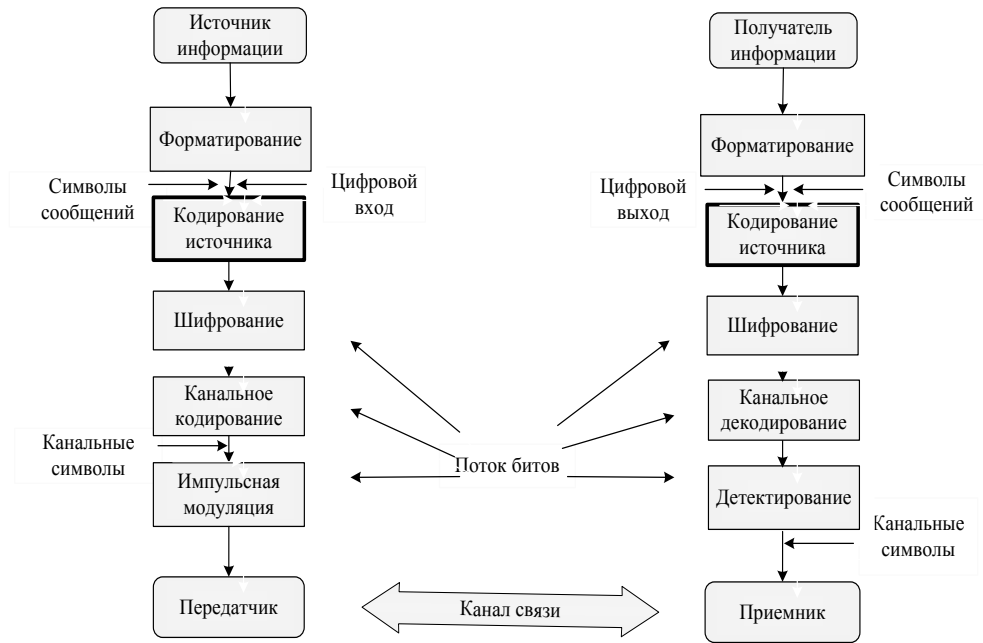 Источник
информации
Форматирование
Символы
сообщений
Цифровой
вход
Кодирование
источника
Шифрование
Канальное
кодирование
Канальные
символы
Импульсная
модуляция
Передатчик
Поток битов
Канал связи
Получатель
информации
Форматирование
Цифровой
выход
Символы
сообщений
Кодирование
источника
Шифрование
Канальное
декодирование
Детектирование
Канальные
символы
Приемник